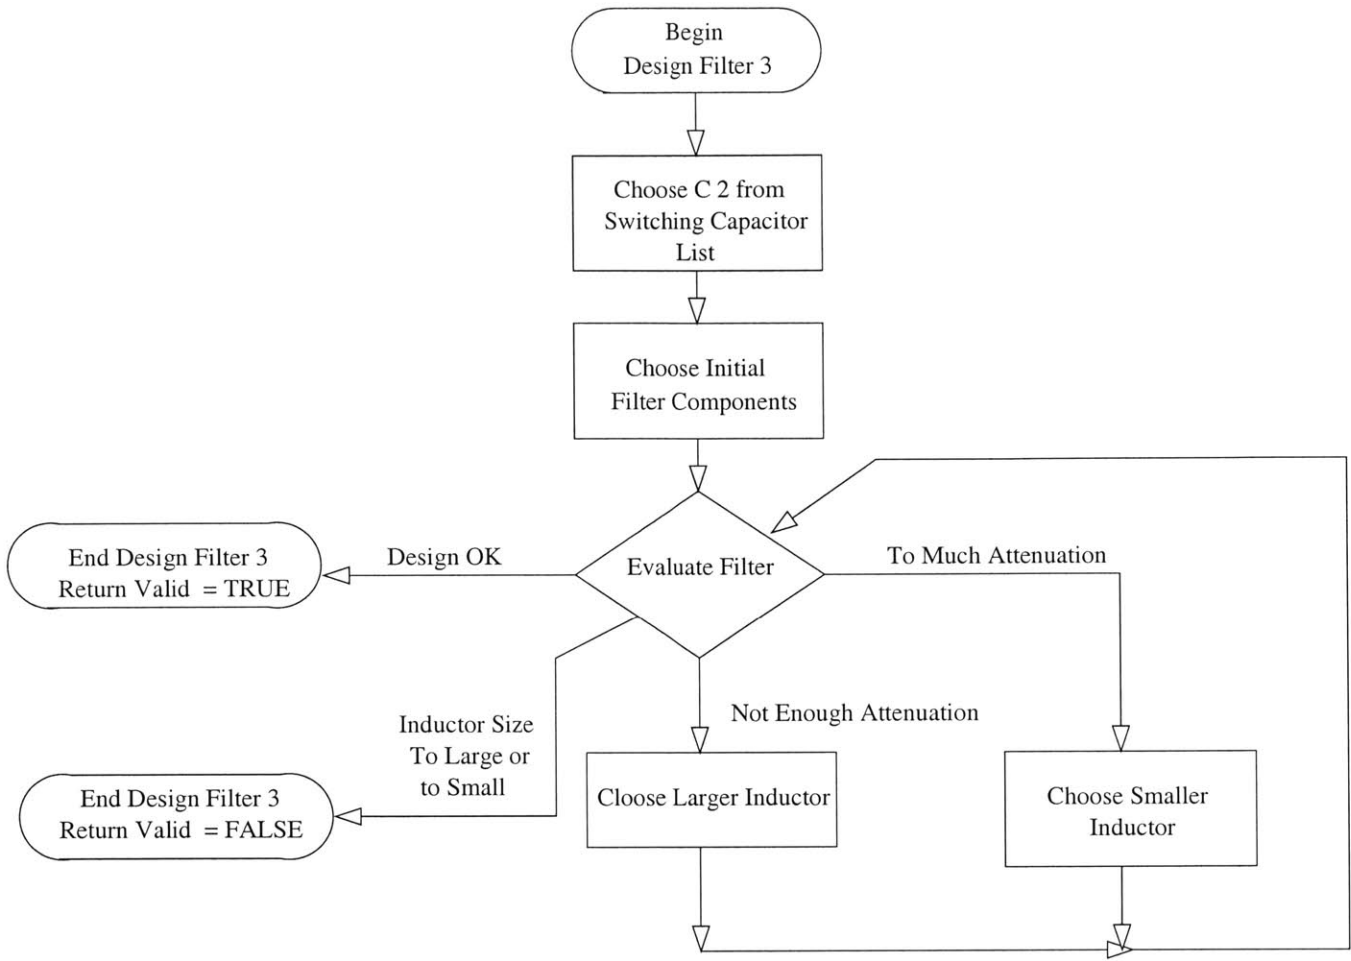 Begin
Design Filter 3
Choose C 2 from
Switching Capacitor
List
Choose Initial
Filter Components
Evaluate Filter
Design OK
End Design Filter 3
Return Valid = TRUE
To Much Attenuation
Not Enough Attenuation
Inductor Size
To Large or
to Small
End Design Filter 3
Return Valid = FALSE
Cloose Larger Inductor
Choose Smaller
Inductor